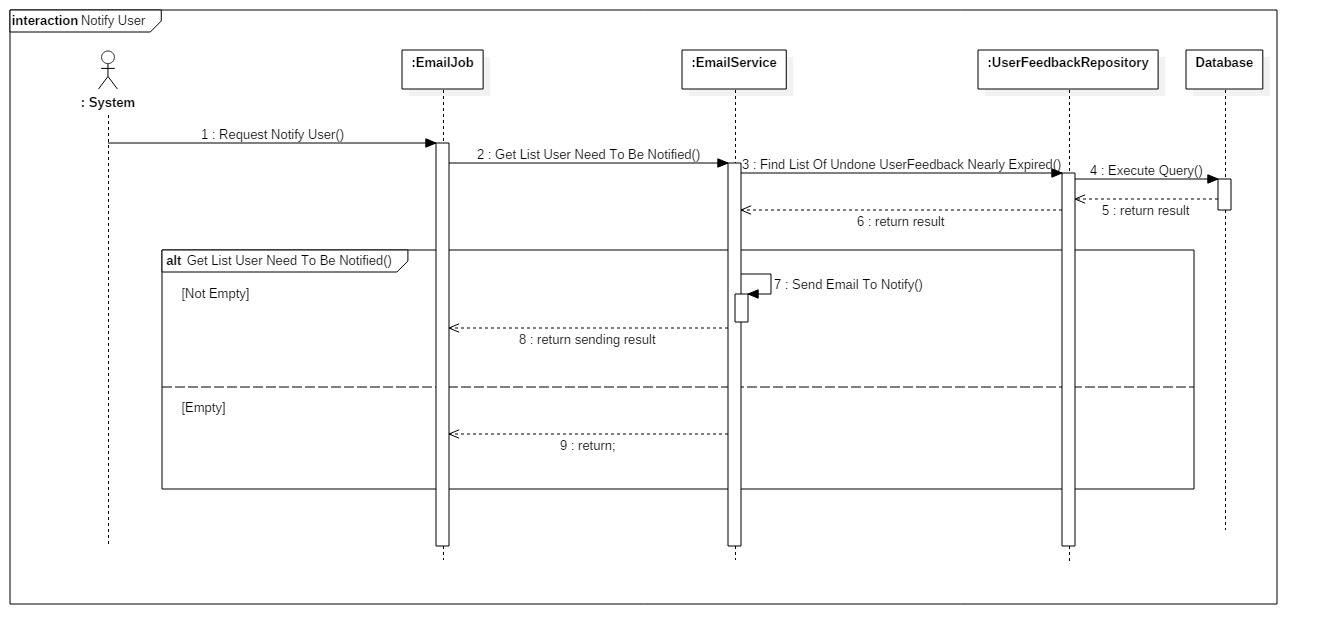 interaction Notify User
:EmailJob
:EmailService
:UserFeedbackRepository
Database
: System
1 : Request Notify User()
2 : Get List User Need To Be Notified()
3 : Find List Of Undone UserFeedback Nearly Expired()
4 : Execute Query()
5 : return result
6 : return result
alt Get List User Need To Be Notified()
[Not Empty]
7 : Send Email To Notify()
8 : return sending result
[Empty]
9 : return;